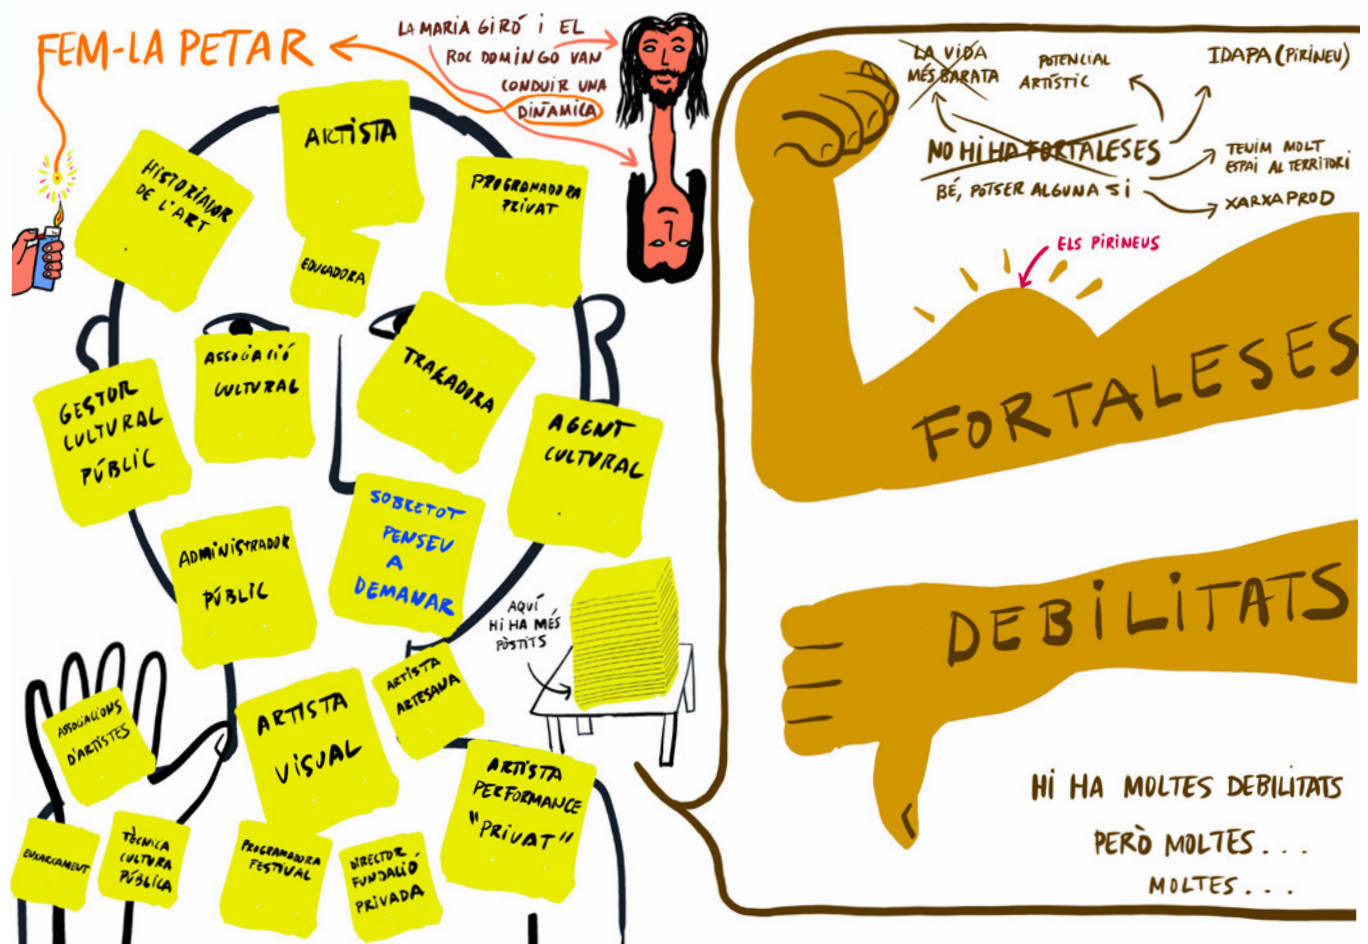 FEM-LA PETAR
LA MARIA GIRÓ I EL
ROC DOMINGO VAN
CONDUIR UNA
DINÀMICA
ARTISTA
HISTORIADOR
DE L'ART
PROGRAMADORA
PRIVAT
EDUCADORA
ASSOCIACIÓ
CULTURAL
TRAGADORA
GESTOR
CULTURAL
PÚBLIC
AGENT
CULTURAL
SOBRETOT
PENSEU
A
DEMANAR
ADMINISTRADOR
PÚBLIC
AQUÍ
HI HA MÉS
PÒSTITS
ARTISTA
ARTESANA
ASSOCIACIONS
D'ARTISTES
ARTISTA
VISUAL
ARTISTA
PERFORMANCE
"PRIVAT"
ENXARXAMENT
TÈCNICA
CULTURA
PÚBLICA
PROGRAMADORA
FESTIVAL
DIRECTOR
FUNDACIÓ
PRIVADA
LA VIDA
MÉS BARATA
POTENCIAL
ARTÍSTIC
IDAPA (PIRINEU)
NO HI HA FORTALESES
BÉ, POTSER ALGUNA SI
TENIM MOLT
ESPAI AL TERRITORI
XARXAPROD
ELS PIRINEUS
FORTALESES
DEBILITATS
HI HA MOLTES DEBILITATS
PERÒ MOLTES...
MOLTES...